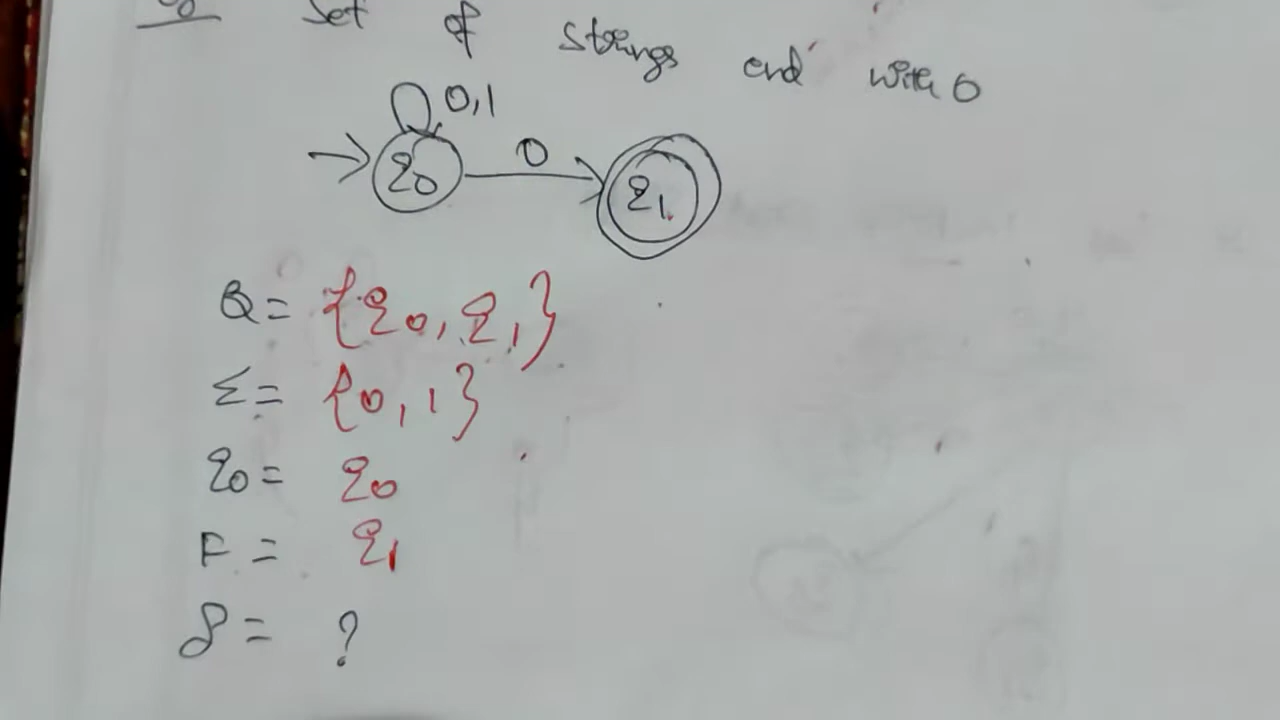 Set of strings end with 0
0,1
0
q0
q1
Q = {q0, q1}
Σ = {0, 1}
q0 = q0
F = q1
δ = ?